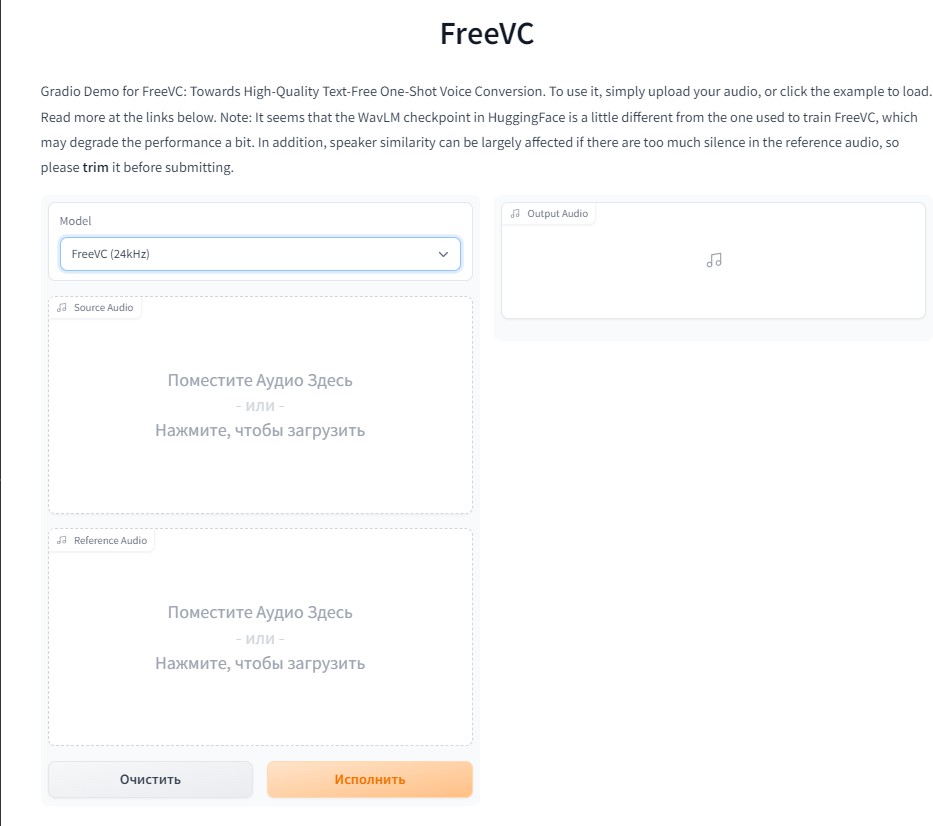 FreeVC
Gradio Demo for FreeVC: Towards High-Quality Text-Free One-Shot Voice Conversion. To use it, simply upload your audio, or click the example to load.
Read more at the links below. Note: It seems that the WavLM checkpoint in HuggingFace is a little different from the one used to train FreeVC, which
may degrade the performance a bit. In addition, speaker similarity can be largely affected if there are too much silence in the reference audio, so
please trim it before submitting.
Model
FreeVC (24kHz)
Source Audio
Поместите Аудио Здесь
- или -
Нажмите, чтобы загрузить
Reference Audio
Поместите Аудио Здесь
- или -
Нажмите, чтобы загрузить
Очистить
Исполнить
Output Audio